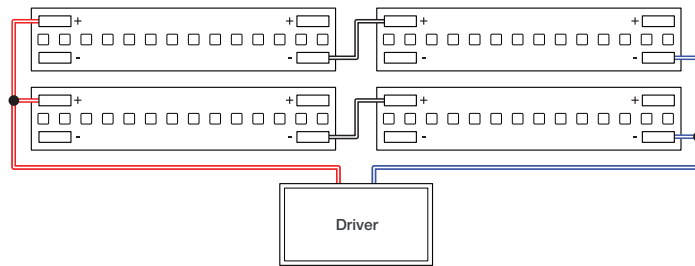 + + + +
- - - -
+ + + +
- - - -
Driver